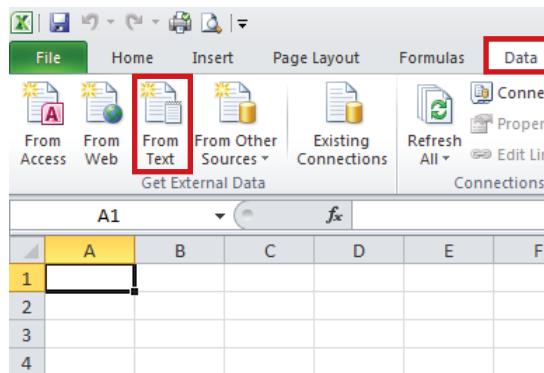 File Home Insert Page Layout Formulas Data
From Access
From Web
From Text
From Other Sources
Existing Connections
Refresh All
Conne
Proper
Edit Li
Get External Data
Connections
A1 fx
A B C D E F
1
2
3
4